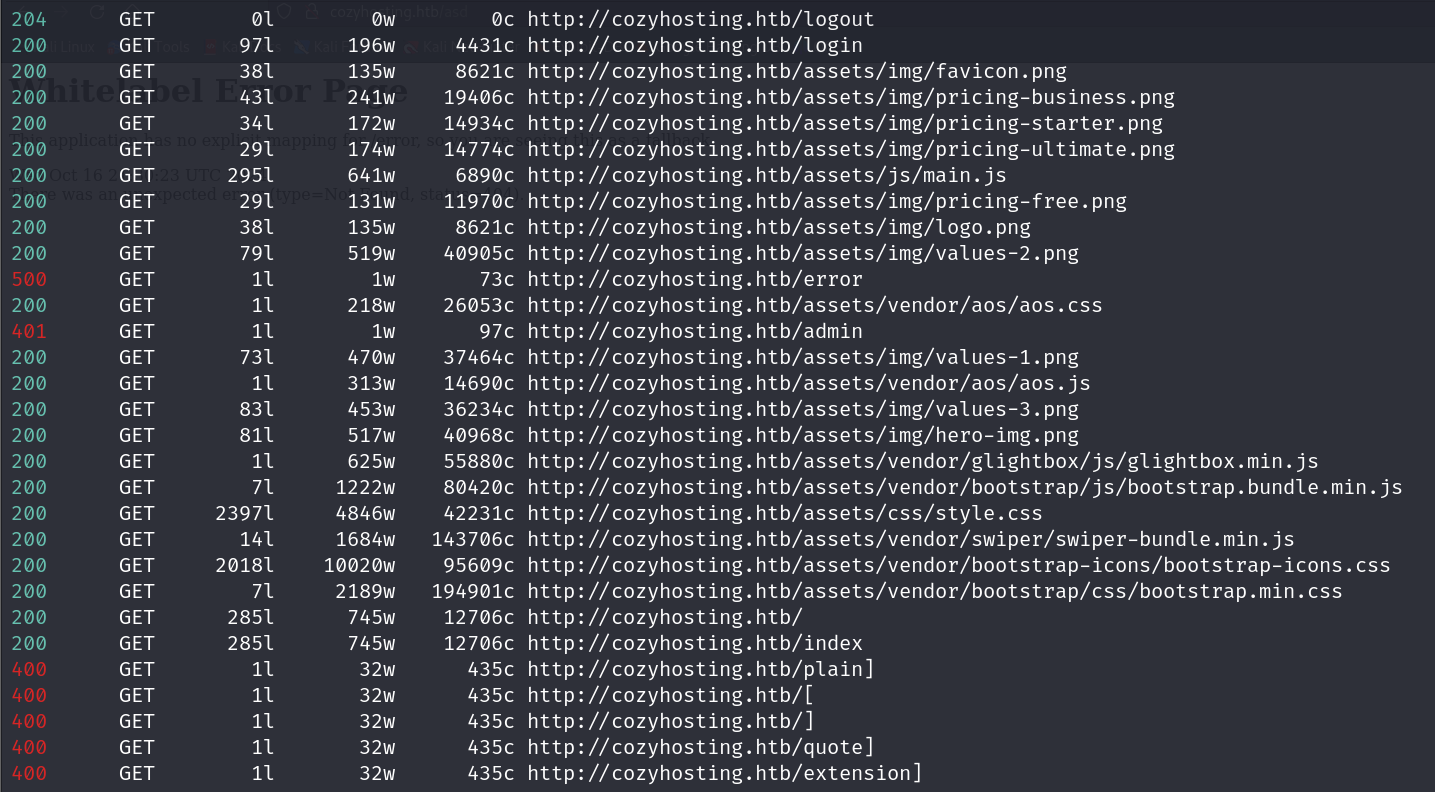 204      GET        0l        0w        0c http://cozyhosting.htb/logout
200      GET       97l      196w     4431c http://cozyhosting.htb/login
200      GET       38l      135w     8621c http://cozyhosting.htb/assets/img/favicon.png
200      GET       43l      241w    19406c http://cozyhosting.htb/assets/img/pricing-business.png
200      GET       34l      172w    14934c http://cozyhosting.htb/assets/img/pricing-starter.png
200      GET       29l      174w    14774c http://cozyhosting.htb/assets/img/pricing-ultimate.png
200      GET      295l      641w     6890c http://cozyhosting.htb/assets/js/main.js
200      GET       29l      131w    11970c http://cozyhosting.htb/assets/img/pricing-free.png
200      GET       38l      135w     8621c http://cozyhosting.htb/assets/img/logo.png
200      GET       79l      519w    40905c http://cozyhosting.htb/assets/img/values-2.png
500      GET        1l        1w       73c http://cozyhosting.htb/error
200      GET        1l      218w    26053c http://cozyhosting.htb/assets/vendor/aos/aos.css
401      GET        1l        1w       97c http://cozyhosting.htb/admin
200      GET       73l      470w    37464c http://cozyhosting.htb/assets/img/values-1.png
200      GET        1l      313w    14690c http://cozyhosting.htb/assets/vendor/aos/aos.js
200      GET       83l      453w    36234c http://cozyhosting.htb/assets/img/values-3.png
200      GET       81l      517w    40968c http://cozyhosting.htb/assets/img/hero-img.png
200      GET        1l      625w    55880c http://cozyhosting.htb/assets/vendor/glightbox/js/glightbox.min.js
200      GET        7l     1222w    80420c http://cozyhosting.htb/assets/vendor/bootstrap/js/bootstrap.bundle.min.js
200      GET     2397l     4846w    42231c http://cozyhosting.htb/assets/css/style.css
200      GET       14l     1684w   143706c http://cozyhosting.htb/assets/vendor/swiper/swiper-bundle.min.js
200      GET     2018l    10020w    95609c http://cozyhosting.htb/assets/vendor/bootstrap-icons/bootstrap-icons.css
200      GET        7l     2189w   194901c http://cozyhosting.htb/assets/vendor/bootstrap/css/bootstrap.min.css
200      GET      285l      745w    12706c http://cozyhosting.htb/
200      GET      285l      745w    12706c http://cozyhosting.htb/index
400      GET        1l       32w      435c http://cozyhosting.htb/plain]
400      GET        1l       32w      435c http://cozyhosting.htb/[
400      GET        1l       32w      435c http://cozyhosting.htb/]
400      GET        1l       32w      435c http://cozyhosting.htb/quote]
400      GET        1l       32w      435c http://cozyhosting.htb/extension]
Whitelabel Error Page